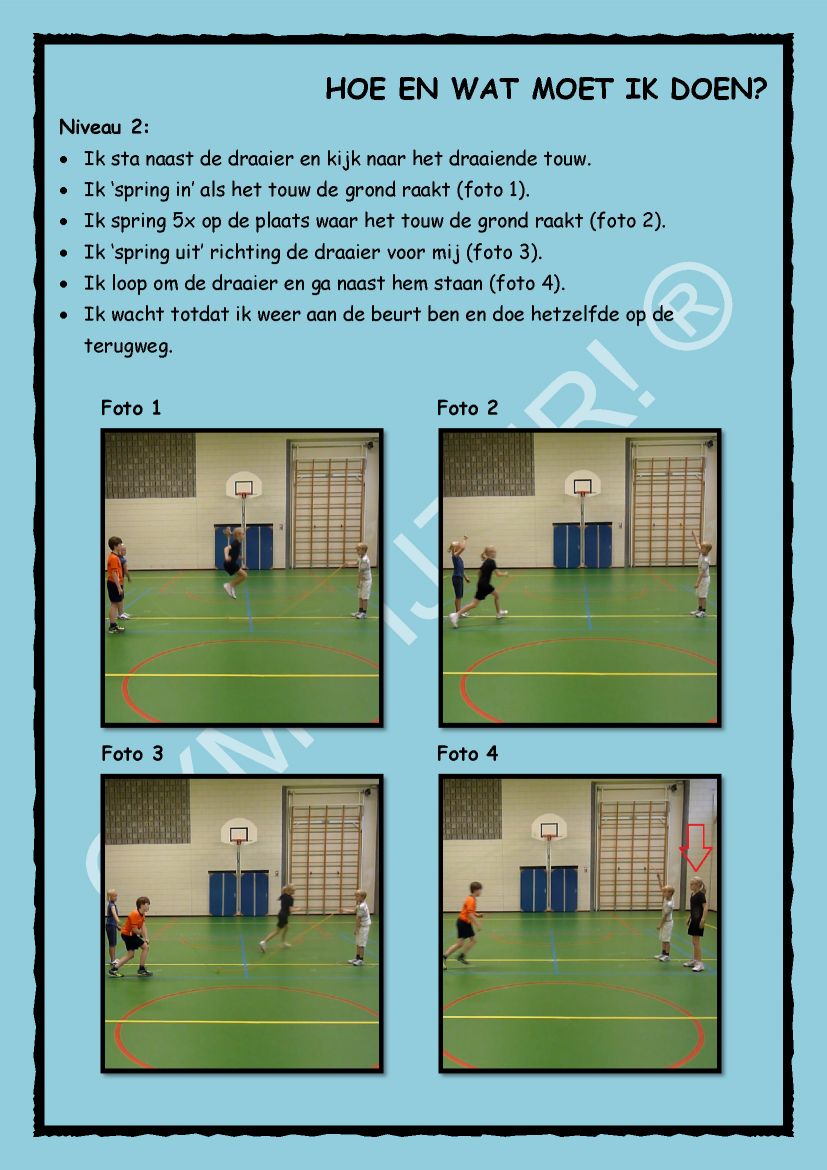 HOE EN WAT MOET IK DOEN?
Niveau 2:
• Ik sta naast de draaier en kijk naar het draaiende touw.
• Ik ‘spring in’ als het touw de grond raakt (foto 1).
• Ik spring 5x op de plaats waar het touw de grond raakt (foto 2).
• Ik ‘spring uit’ richting de draaier voor mij (foto 3).
• Ik loop om de draaier en ga naast hem staan (foto 4).
• Ik wacht totdat ik weer aan de beurt ben en doe hetzelfde op de
terugweg.
Foto 1
Foto 2
Foto 3
Foto 4